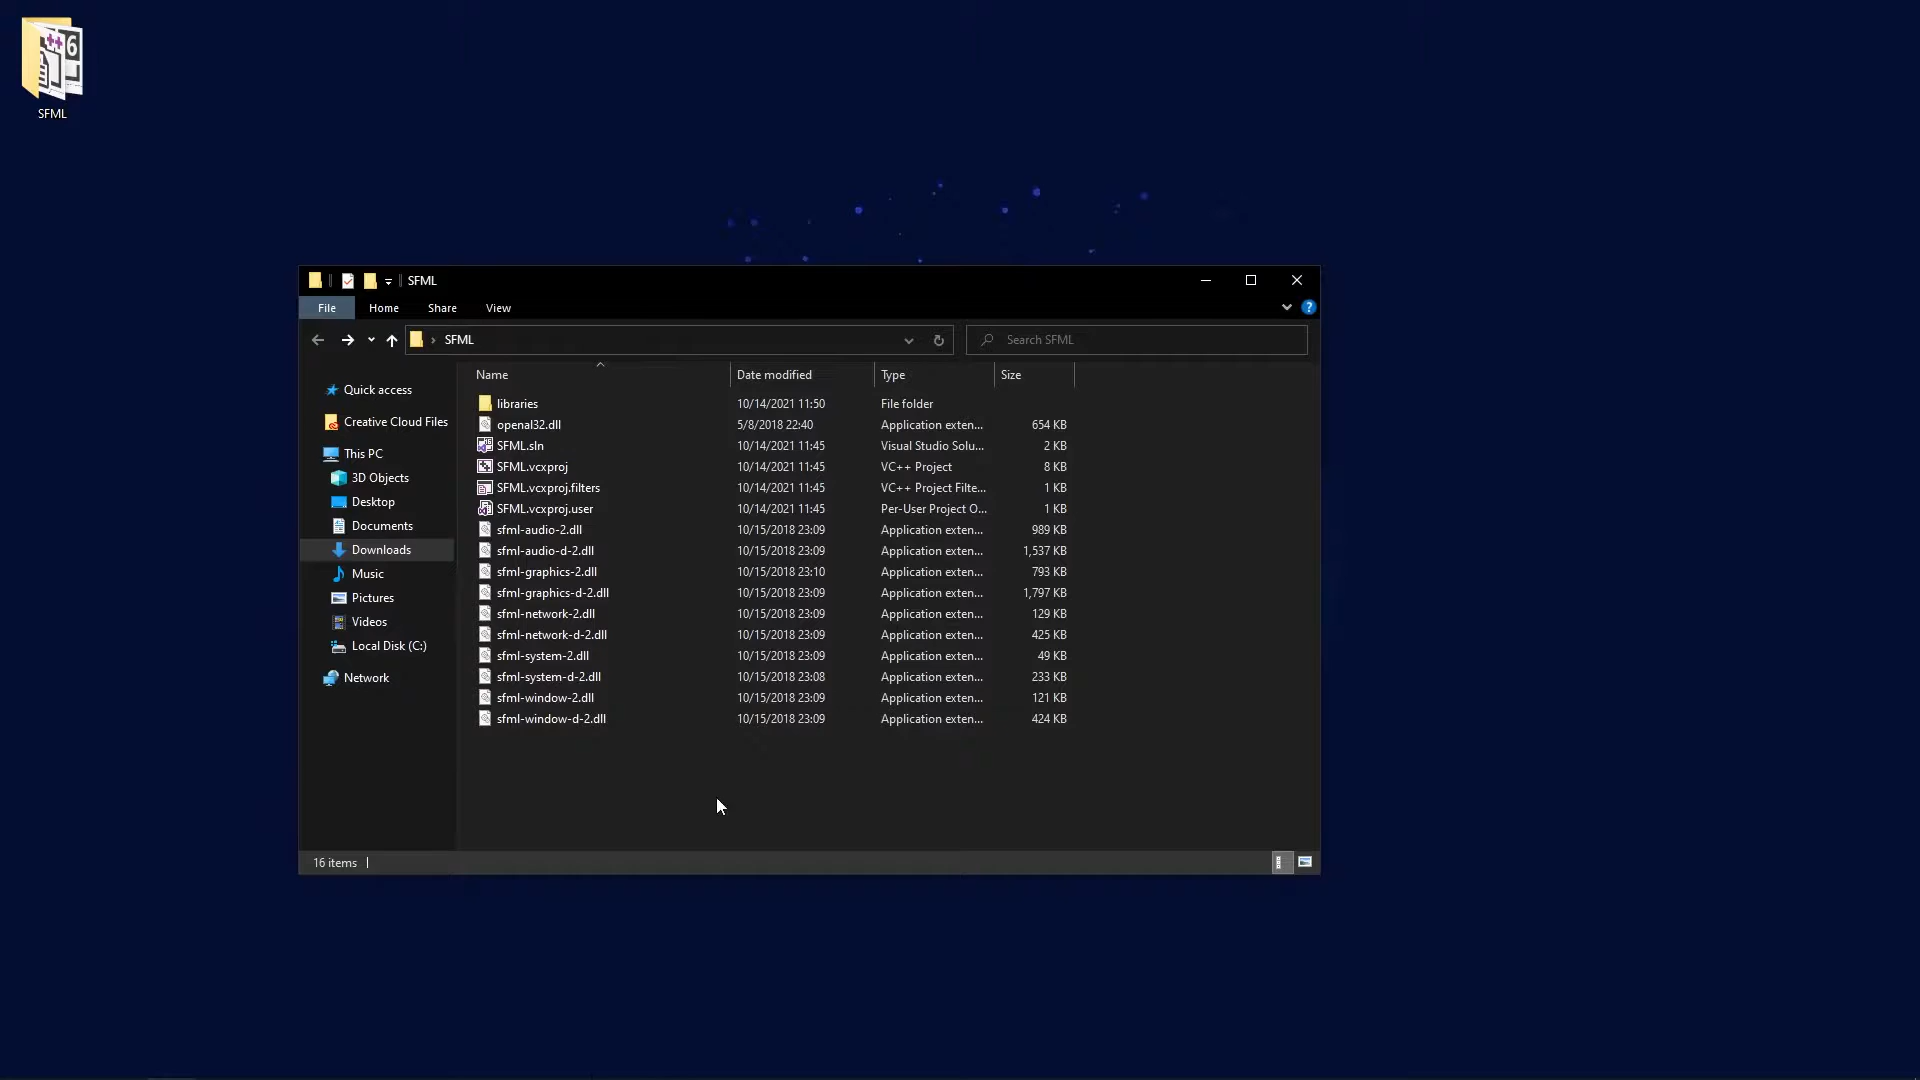 SFML
SFML
File Home Share View
SFML Search SFML
Name Date modified Type Size
Quick access
Creative Cloud Files
This PC
3D Objects
Desktop
Documents
Downloads
Music
Pictures
Videos
Local Disk (C:)
Network
libraries 10/14/2021 11:50 File folder
openal32.dll 5/8/2018 22:40 Application exten... 654 KB
SFML.sln 10/14/2021 11:45 Visual Studio Solu... 2 KB
SFML.vcxproj 10/14/2021 11:45 VC++ Project 8 KB
SFML.vcxproj.filters 10/14/2021 11:45 VC++ Project Filte... 1 KB
SFML.vcxproj.user 10/14/2021 11:45 Per-User Project O... 1 KB
sfml-audio-2.dll 10/15/2018 23:09 Application exten... 989 KB
sfml-audio-d-2.dll 10/15/2018 23:09 Application exten... 1,537 KB
sfml-graphics-2.dll 10/15/2018 23:10 Application exten... 793 KB
sfml-graphics-d-2.dll 10/15/2018 23:09 Application exten... 1,797 KB
sfml-network-2.dll 10/15/2018 23:09 Application exten... 129 KB
sfml-network-d-2.dll 10/15/2018 23:09 Application exten... 425 KB
sfml-system-2.dll 10/15/2018 23:09 Application exten... 49 KB
sfml-system-d-2.dll 10/15/2018 23:08 Application exten... 233 KB
sfml-window-2.dll 10/15/2018 23:09 Application exten... 121 KB
sfml-window-d-2.dll 10/15/2018 23:09 Application exten... 424 KB
16 items